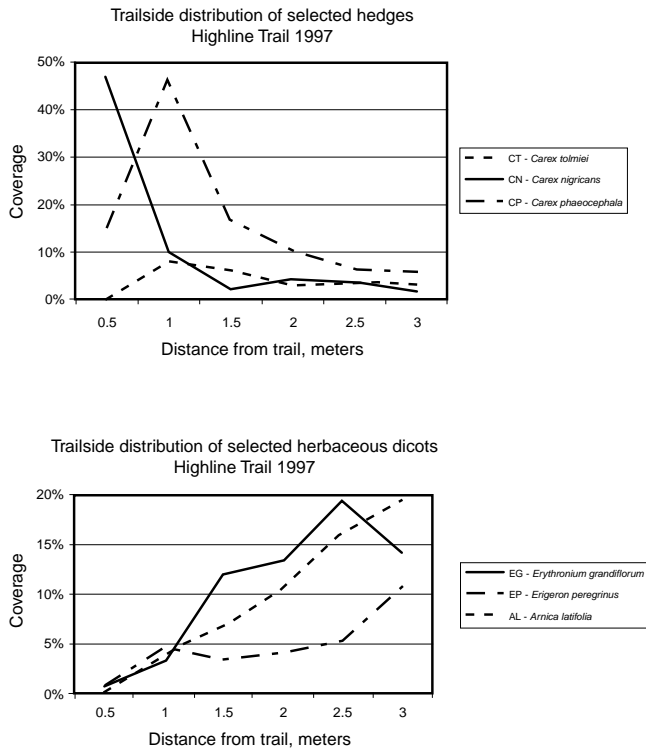 Trailside distribution of selected hedges
Highline Trail 1997
50%
40%
30%
20%
10%
0%
Coverage
0.5 1 1.5 2 2.5 3
Distance from trail, meters
CT - Carex tolmiei
CN - Carex nigricans
CP - Carex phaeocephala
Trailside distribution of selected herbaceous dicots
Highline Trail 1997
20%
15%
10%
5%
0%
Coverage
0.5 1 1.5 2 2.5 3
Distance from trail, meters
EG - Erythronium grandiflorum
EP - Erigeron peregrinus
AL - Arnica latifolia